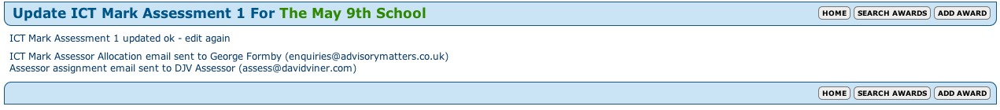 Update ICT Mark Assessment 1 For The May 9th School
HOME SEARCH AWARDS ADD AWARD
ICT Mark Assessment 1 updated ok - edit again
ICT Mark Assessor Allocation email sent to George Formby (enquiries@advisorymatters.co.uk)
Assessor assignment email sent to DJV Assessor (assess@davidviner.com)
HOME SEARCH AWARDS ADD AWARD